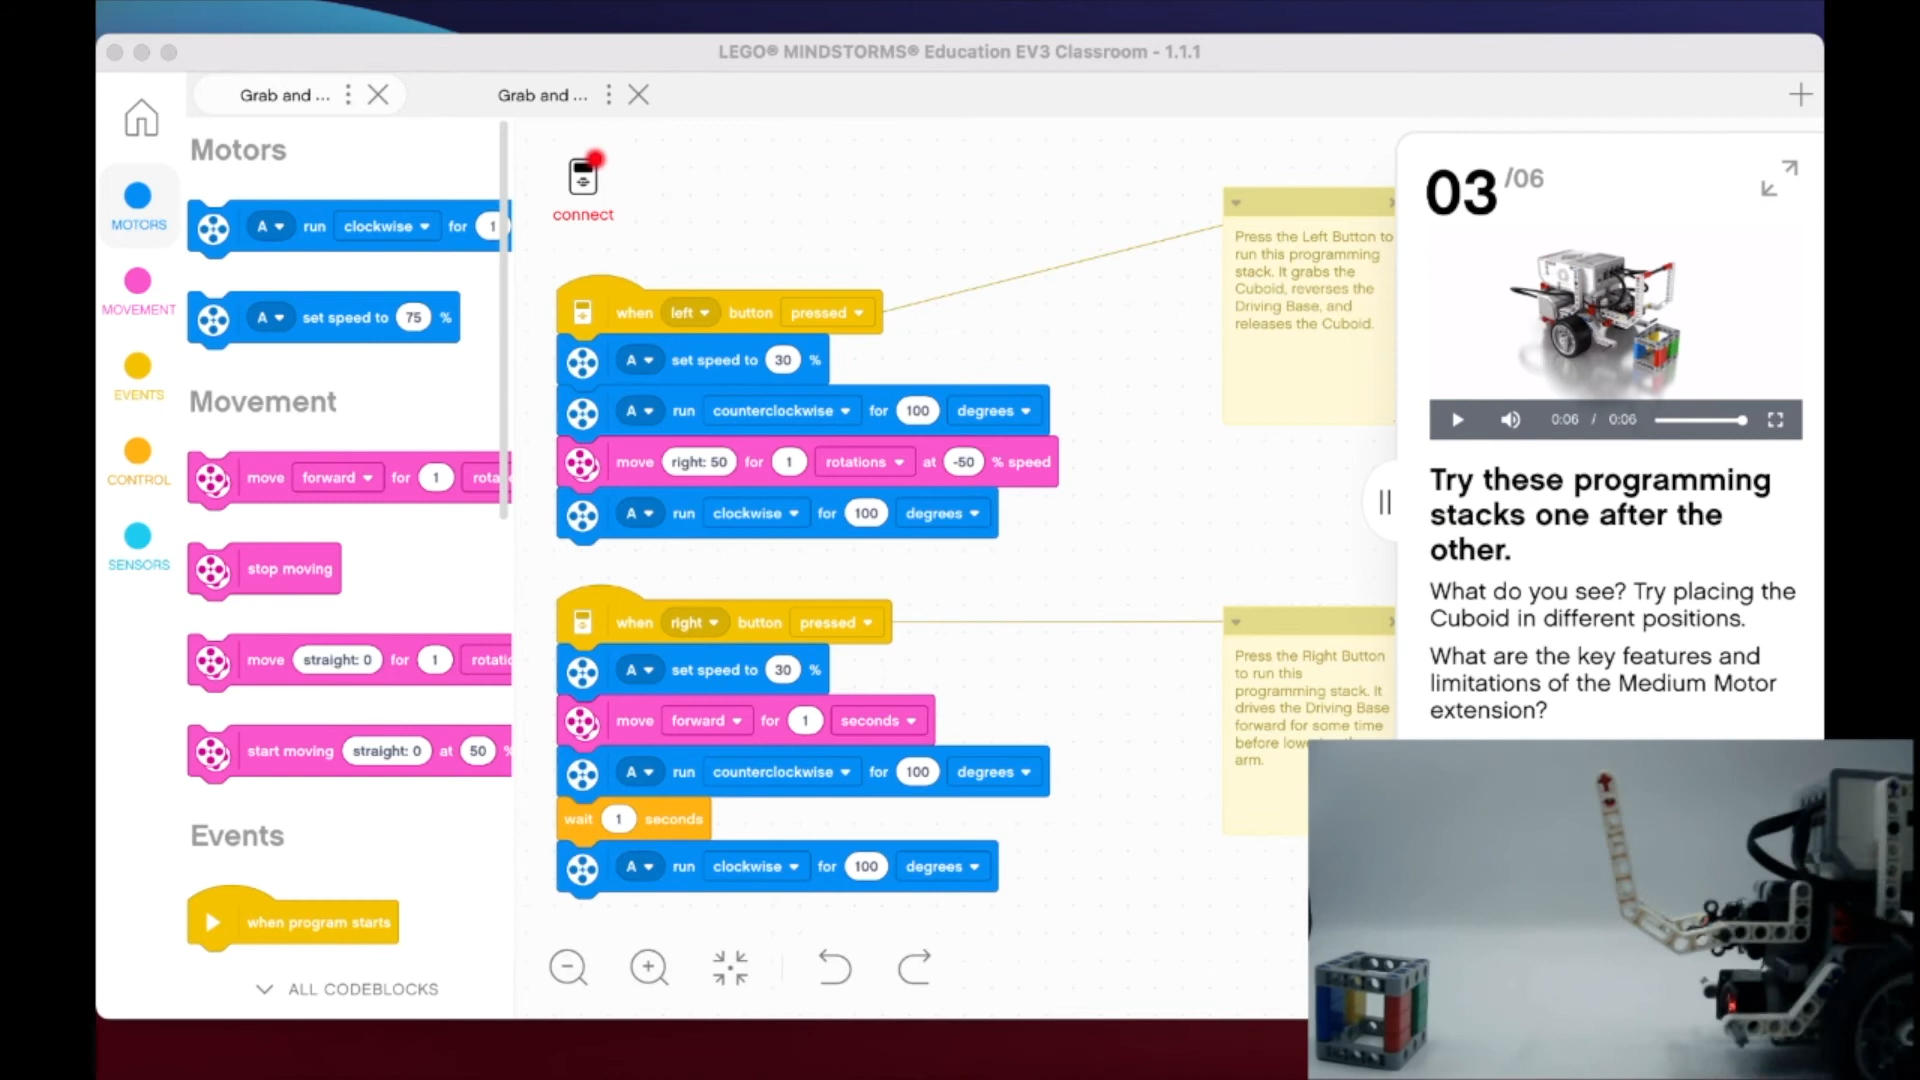 LEGO® MINDSTORMS® Education EV3 Classroom - 1.1.1
Grab and ...
Grab and ...
MOTORS
MOVEMENT
EVENTS
CONTROL
SENSORS
Motors
A run clockwise for 1
A set speed to 75 %
Movement
move forward for 1
stop moving
move straight: 0 for 1
start moving straight: 0 at 50 %
Events
when program starts
ALL CODEBLOCKS
connect
when left button pressed
A set speed to 30 %
A run counterclockwise for 100 degrees
move right: 50 for 1 rotations at -50 % speed
A run clockwise for 100 degrees
when right button pressed
A set speed to 30 %
move forward for 1 seconds
A run counterclockwise for 100 degrees
wait 1 seconds
A run clockwise for 100 degrees
Press the Left Button to
run this programming
stack. It grabs the
Cuboid, reverses the
Driving Base, and
releases the Cuboid.
Press the Right Button
to run this
programming stack. It
drives the Driving Base
forward for some time
before
arm.
03 /06
0:06 / 0:06
Try these programming
stacks one after the
other.
What do you see? Try placing the
Cuboid in different positions.
What are the key features and
limitations of the Medium Motor
extension?